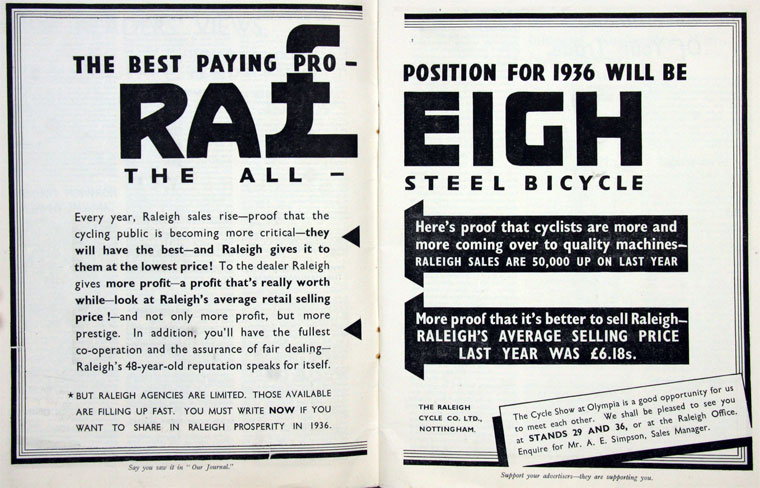 THE BEST PAYING PRO-
POSITION FOR 1936 WILL BE
RA£EIGH
THE ALL-
STEEL BICYCLE
Every year, Raleigh sales rise—proof that the
cycling public is becoming more critical—they
will have the best—and Raleigh gives it to
them at the lowest price! To the dealer Raleigh
gives more profit—a profit that's really worth
while—look at Raleigh's average retail selling
price !—and not only more profit, but more
prestige. In addition, you'll have the fullest
co-operation and the assurance of fair dealing—
Raleigh's 48-year-old reputation speaks for itself.
★BUT RALEIGH AGENCIES ARE LIMITED. THOSE AVAILABLE
ARE FILLING UP FAST. YOU MUST WRITE NOW IF YOU
WANT TO SHARE IN RALEIGH PROSPERITY IN 1936.
Say you saw it in "Our Journal."
Here's proof that cyclists are more and
more coming over to quality machines—
RALEIGH SALES ARE 50,000 UP ON LAST YEAR
More proof that it's better to sell Raleigh—
RALEIGH'S AVERAGE SELLING PRICE
LAST YEAR WAS £6.18s.
THE RALEIGH
CYCLE CO. LTD.,
NOTTINGHAM.
The Cycle Show at Olympia is a good opportunity for us
to meet each other. We shall be pleased to see you
at STANDS 29 AND 36, or at the Raleigh Office.
Enquire for Mr. A. E. Simpson, Sales Manager.
Support your advertisers—they are supporting you.